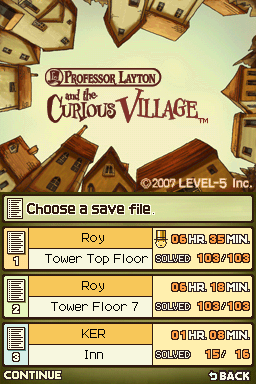 PROFESSOR LAYTON
and the
CURIOUS VILLAGE™
©2007 LEVEL-5 Inc.
Choose a save file.
Roy 06 HR. 35 MIN.
1 Tower Top Floor SOLVED 103/103
Roy 06 HR. 18 MIN.
2 Tower Floor 7 SOLVED 103/103
KER 01 HR. 08 MIN.
3 Inn SOLVED 15/ 16
CONTINUE BACK